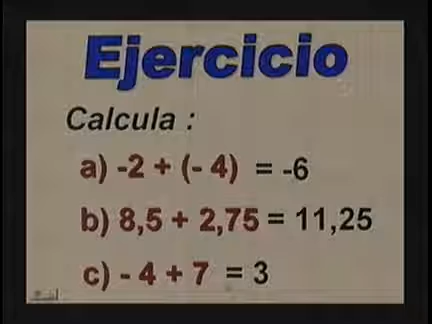 Ejercicio
Calcula :
a) -2 + (- 4) = -6
b) 8,5 + 2,75 = 11,25
c) - 4 + 7 = 3